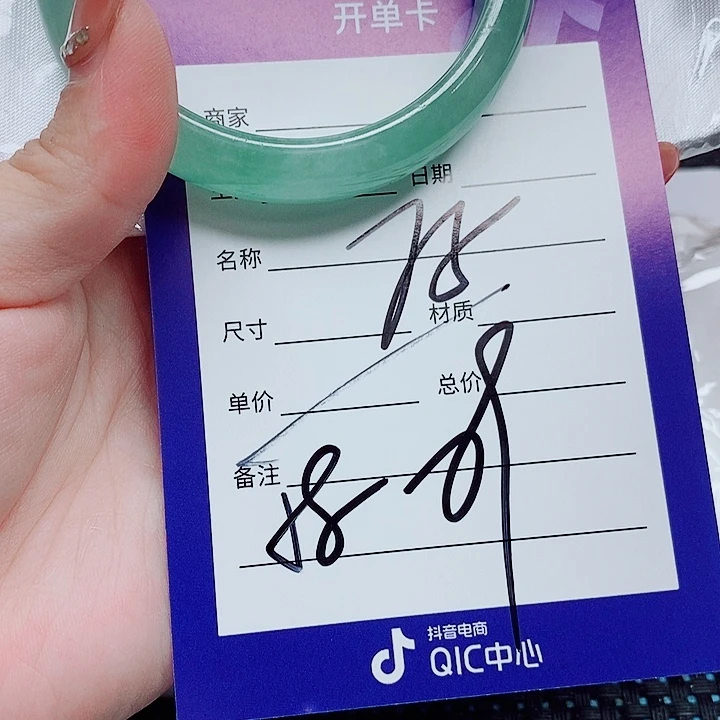 开单卡
商家
日期
名称 78
尺寸 材质
单价 总价
备注
18
抖音电商
QIC中心